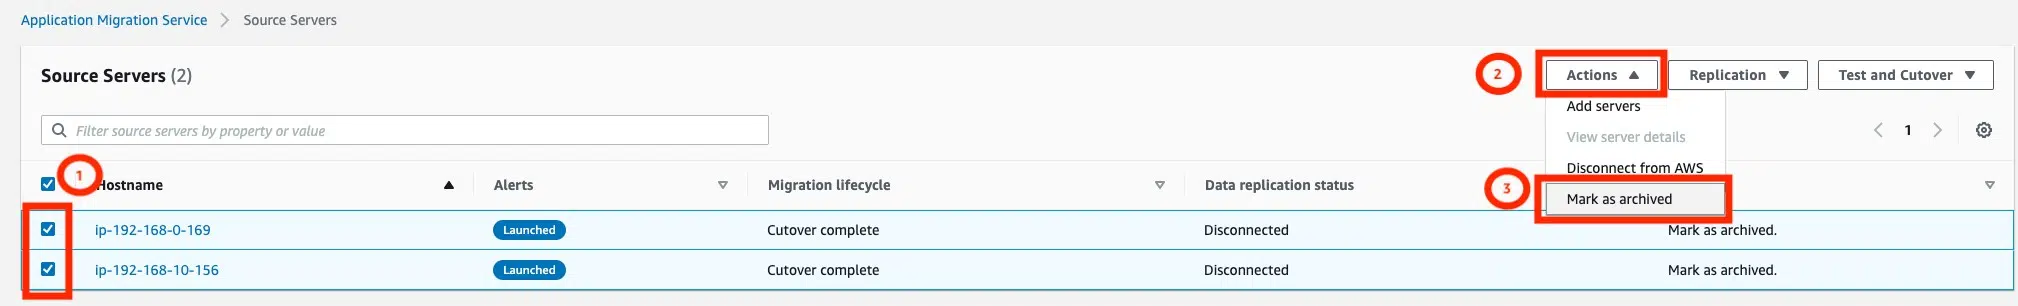 Application Migration Service > Source Servers
Source Servers (2)
2
Actions
Replication
Test and Cutover
Filter source servers by property or value
Add servers
View server details
Disconnect from AWS
Mark as archived
1
3
1
Hostname
Alerts
Migration lifecycle
Data replication status
ip-192-168-0-169
Launched
Cutover complete
Disconnected
Mark as archived.
ip-192-168-10-156
Launched
Cutover complete
Disconnected
Mark as archived.